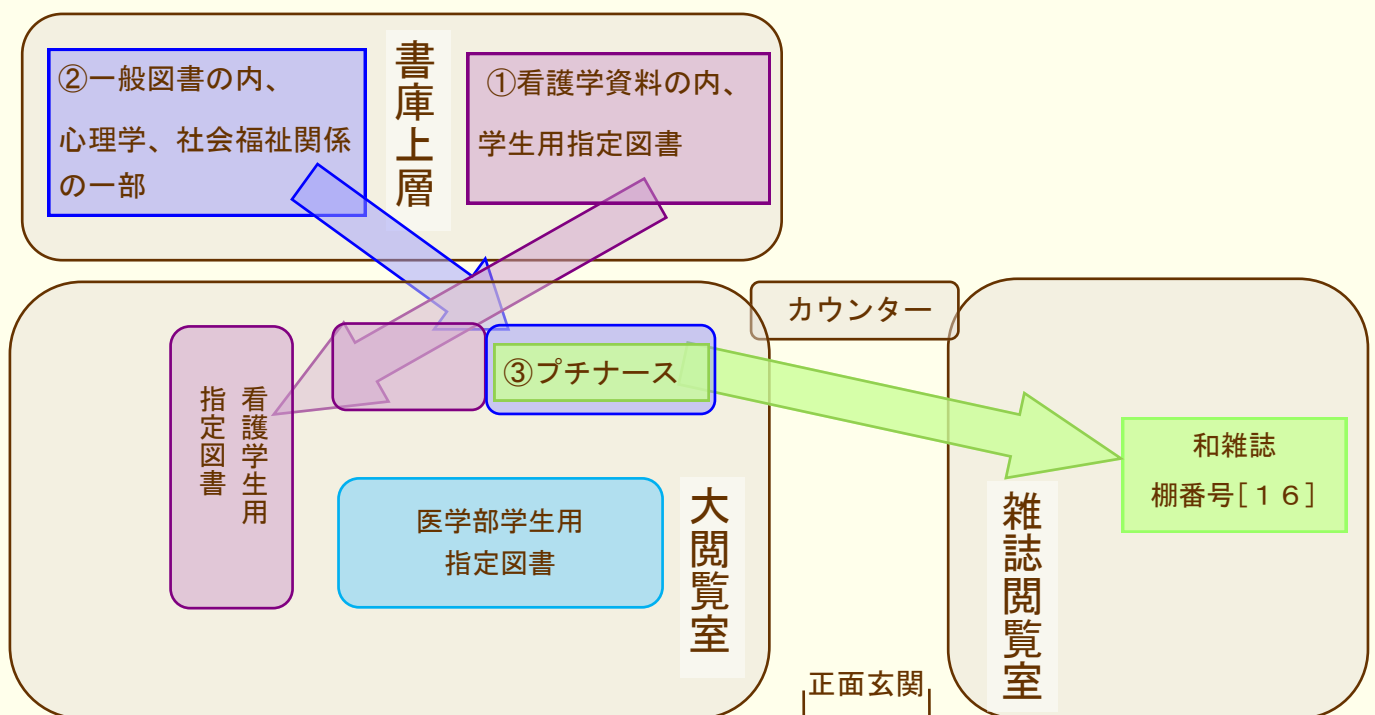 ②一般図書の内、
心理学、社会福祉関係
の一部
書庫上層
①看護学資料の内、
学生用指定図書
カウンター
看護学生用
指定図書
③プチナース
医学部学生用
指定図書
大閲覧室
和雑誌
棚番号[１６]
雑誌閲覧室
正面玄関